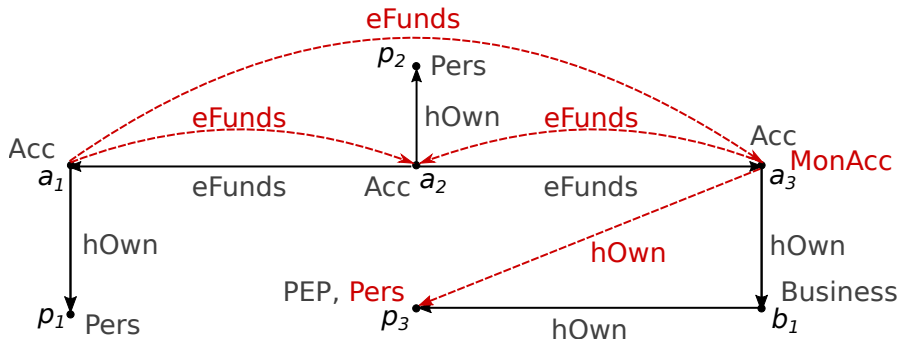 eFunds
p2 Pers
eFunds hOwn eFunds
Acc Acc
a1 eFunds Acc a2 eFunds a3 MonAcc
hOwn hOwn hOwn
PEP, Pers Business
p1 Pers p3 hOwn b1